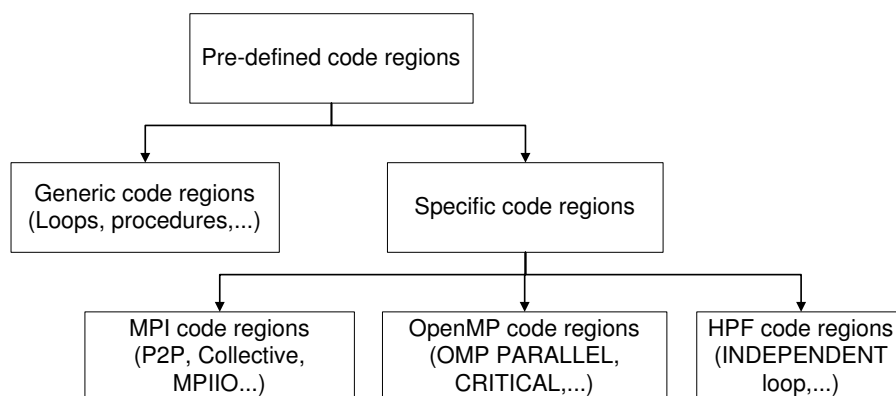 Pre-defined code regions
Generic code regions
(Loops, procedures,...)
Specific code regions
MPI code regions
(P2P, Collective,
MPIIO...)
OpenMP code regions
(OMP PARALLEL,
CRITICAL,...)
HPF code regions
(INDEPENDENT
loop,...)